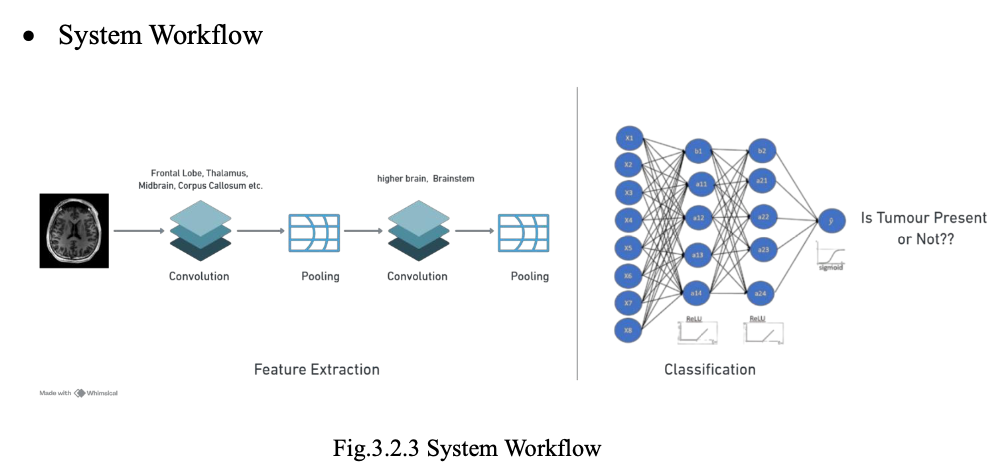 • System Workflow
Frontal Lobe, Thalamus,
Midbrain, Corpus Callosum etc.
higher brain, Brainstem
Convolution
Pooling
Convolution
Pooling
Feature Extraction
X1
X2
X3
X4
X5
X6
X7
X8
b1
a11
a12
a13
a14
ReLU
b2
a21
a22
a23
a24
ReLU
ŷ
sigmoid
Is Tumour Present
or Not??
Classification
Made with Whimsical
Fig.3.2.3 System Workflow